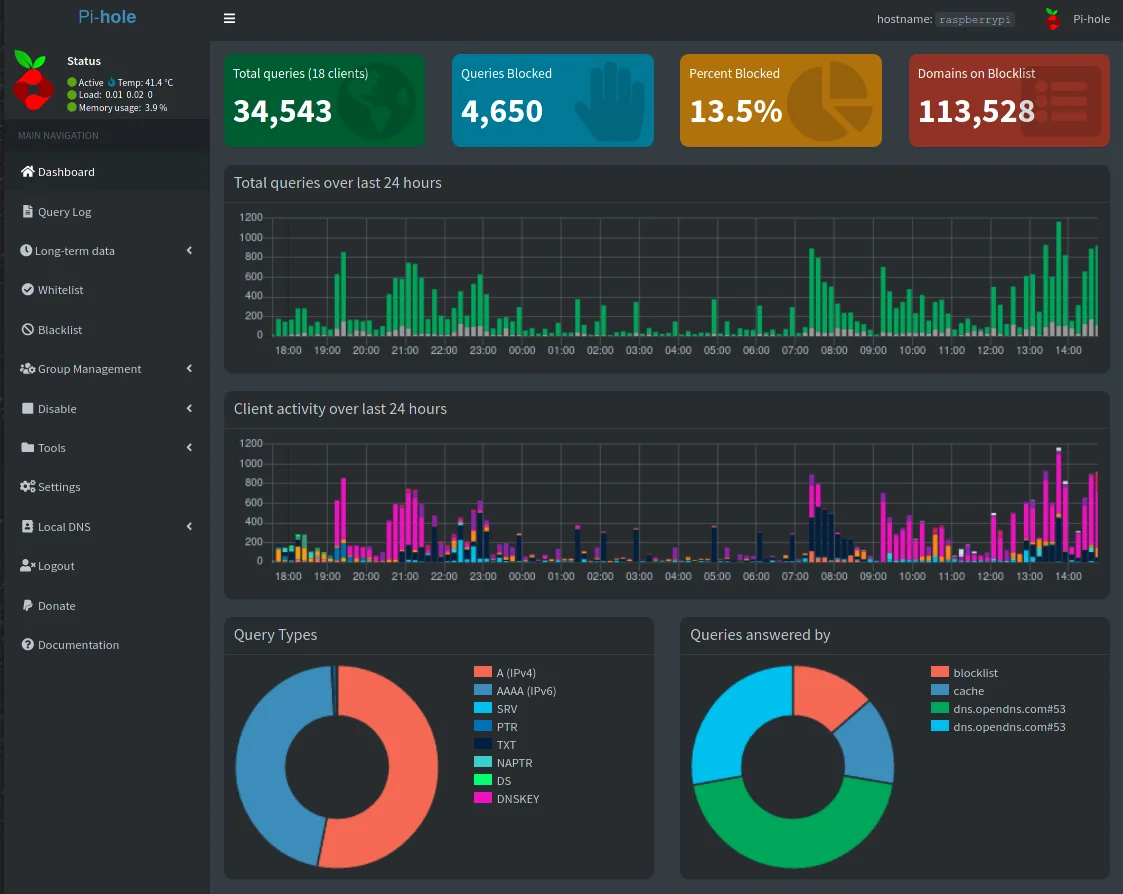 Pi-hole
hostname: raspberrypi
Pi-hole
Status
Active Temp: 41.4 °C
Load: 0.01 0.02 0
Memory usage: 3.9 %
MAIN NAVIGATION
Dashboard
Query Log
Long-term data
Whitelist
Blacklist
Group Management
Disable
Tools
Settings
Local DNS
Logout
Donate
Documentation
Total queries (18 clients)
34,543
Queries Blocked
4,650
Percent Blocked
13.5%
Domains on Blocklist
113,528
Total queries over last 24 hours
1200
1000
800
600
400
200
0
18:00 19:00 20:00 21:00 22:00 23:00 00:00 01:00 02:00 03:00 04:00 05:00 06:00 07:00 08:00 09:00 10:00 11:00 12:00 13:00 14:00
Client activity over last 24 hours
1200
1000
800
600
400
200
0
18:00 19:00 20:00 21:00 22:00 23:00 00:00 01:00 02:00 03:00 04:00 05:00 06:00 07:00 08:00 09:00 10:00 11:00 12:00 13:00 14:00
Query Types
A (IPv4)
AAAA (IPv6)
SRV
PTR
TXT
NAPTR
DS
DNSKEY
Queries answered by
blocklist
cache
dns.opendns.com#53
dns.opendns.com#53